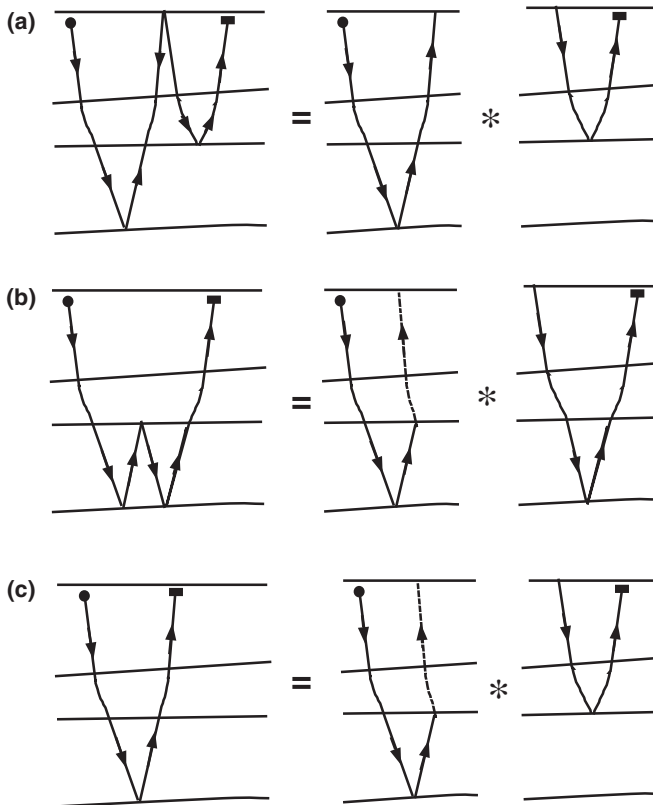 (a)
= *
(b)
= *
(c)
= *